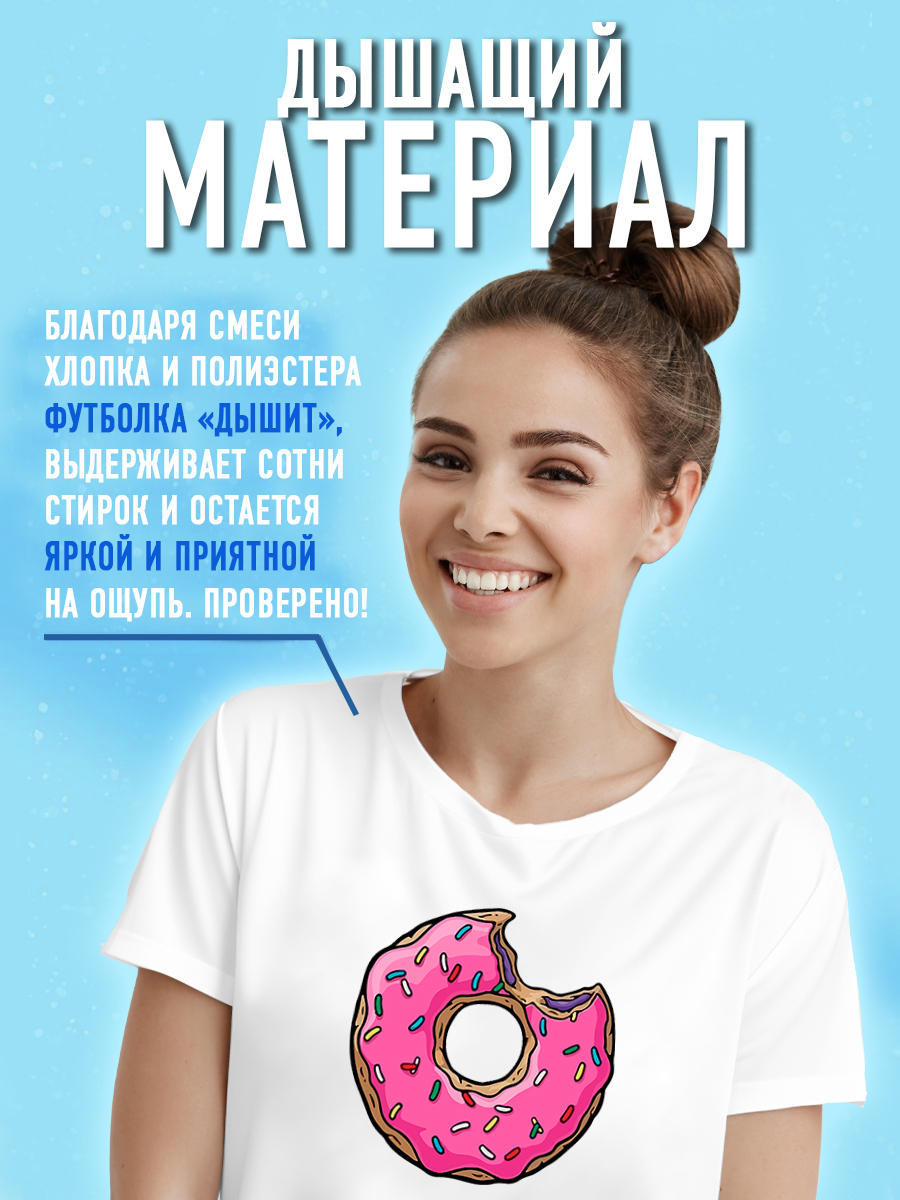 ДЫШАЩИЙ
МАТЕРИАЛ
БЛАГОДАРЯ СМЕСИ
ХЛОПКА И ПОЛИЭСТЕРА
ФУТБОЛКА «ДЫШИТ»,
ВЫДЕРЖИВАЕТ СОТНИ
СТИРОК И ОСТАЕТСЯ
ЯРКОЙ И ПРИЯТНОЙ
НА ОЩУПЬ. ПРОВЕРЕНО!